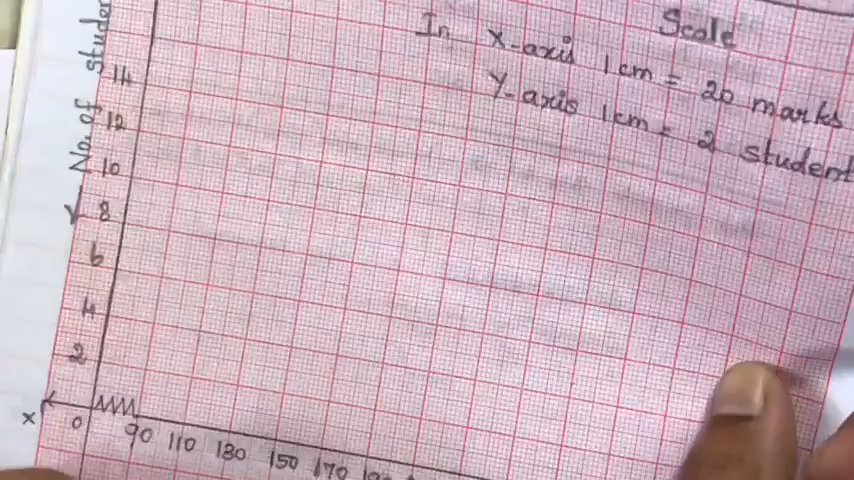 Scale
In X-axis 1cm = 20 marks
Y-axis 1cm = 2 student
No. of
14
12
10
8
6
4
2
X 0 90 110 130 150 170